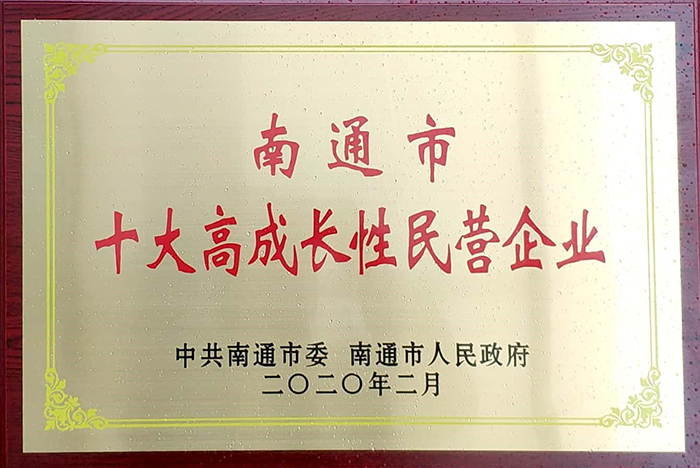 南通市
十大高成长性民营企业
中共南通市委 南通市人民政府
二〇二〇年二月